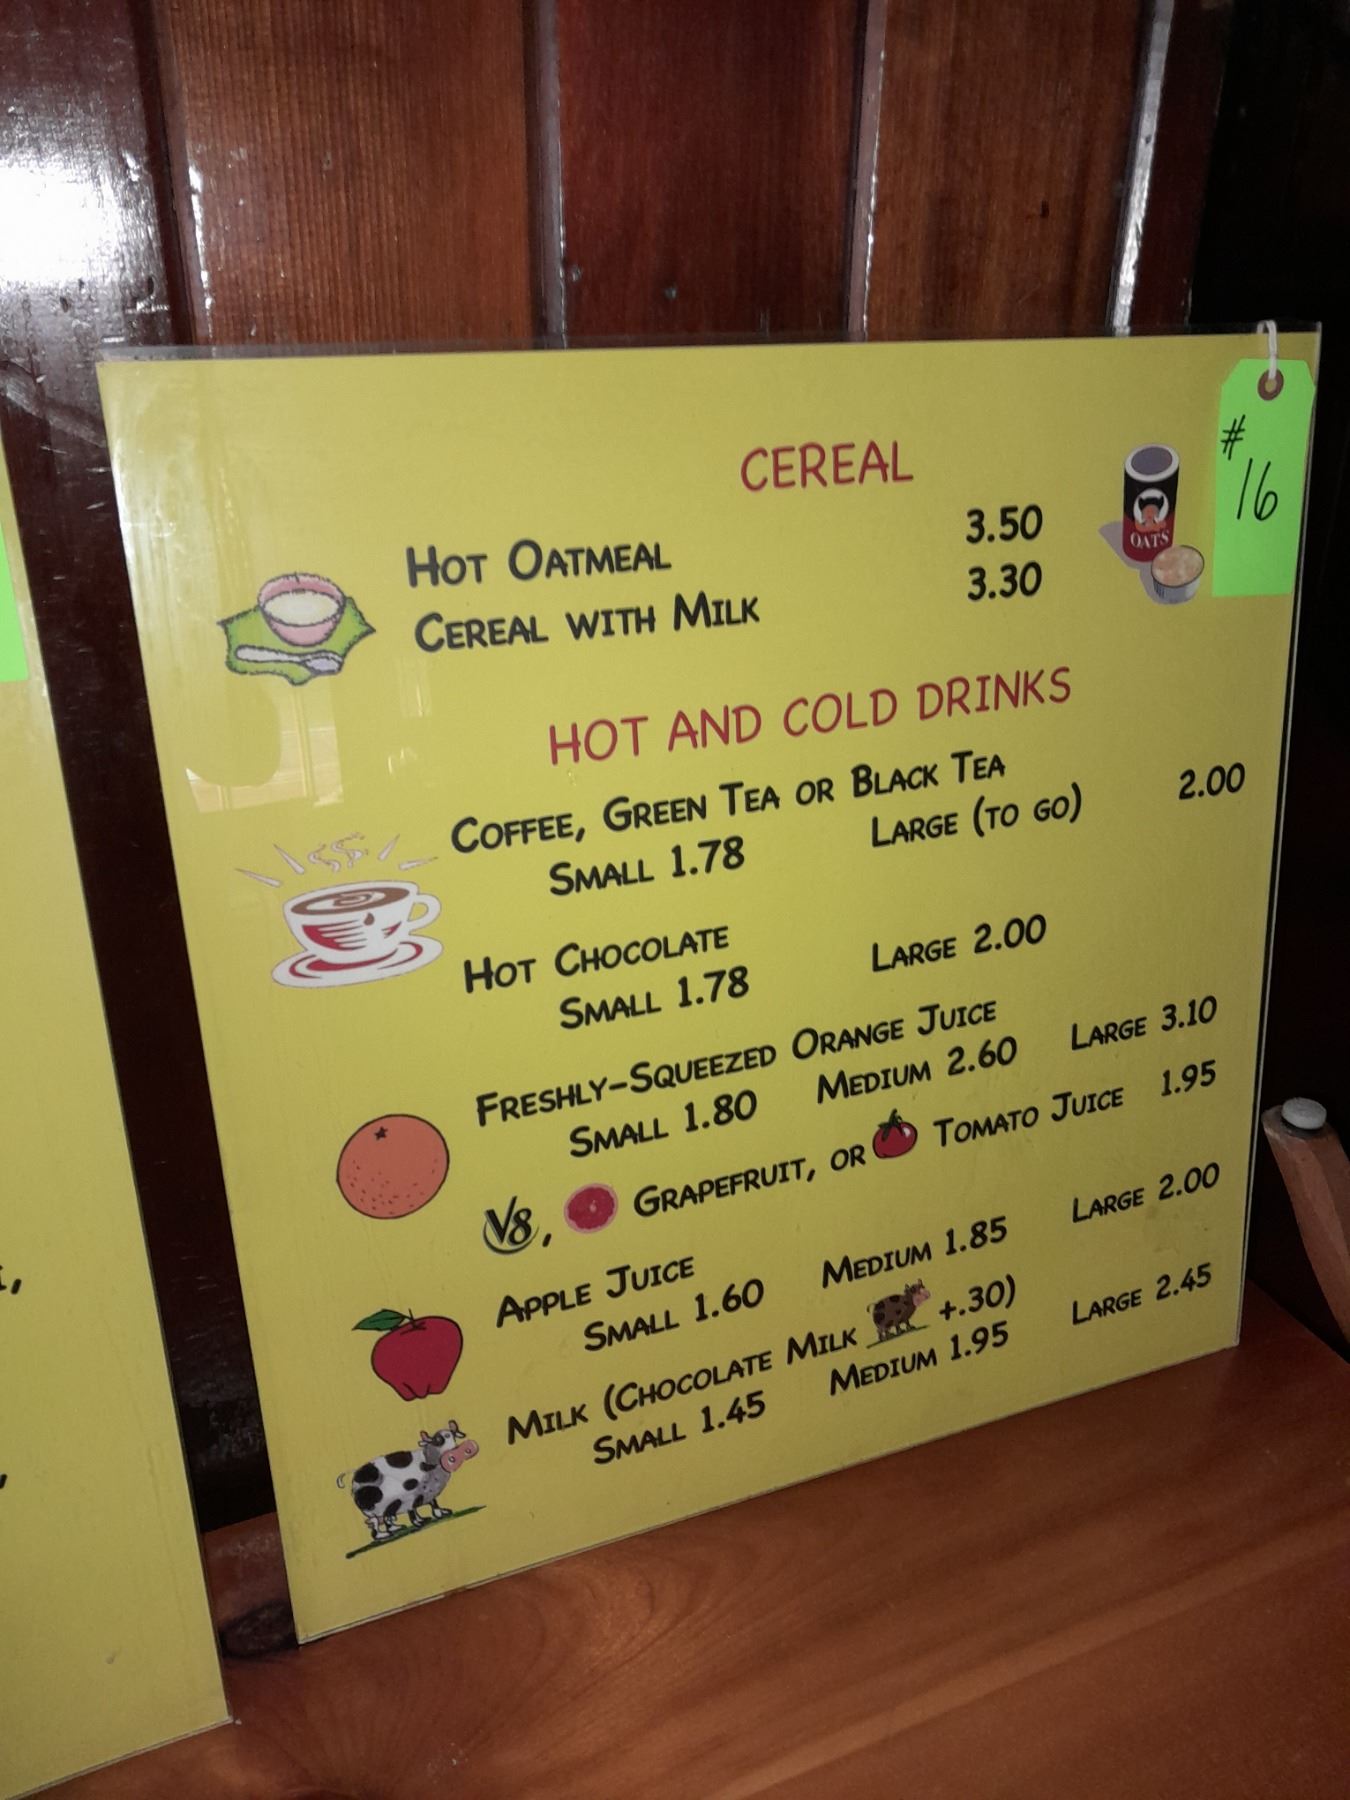 #
16
CEREAL
OATS
HOT OATMEAL 3.50
CEREAL WITH MILK 3.30
HOT AND COLD DRINKS
COFFEE, GREEN TEA OR BLACK TEA
SMALL 1.78 LARGE (TO GO) 2.00
HOT CHOCOLATE
SMALL 1.78 LARGE 2.00
FRESHLY-SQUEEZED ORANGE JUICE
SMALL 1.80 MEDIUM 2.60 LARGE 3.10
V8, GRAPEFRUIT, OR TOMATO JUICE 1.95
APPLE JUICE
SMALL 1.60 MEDIUM 1.85 LARGE 2.00
MILK (CHOCOLATE MILK +.30)
SMALL 1.45 MEDIUM 1.95 LARGE 2.45